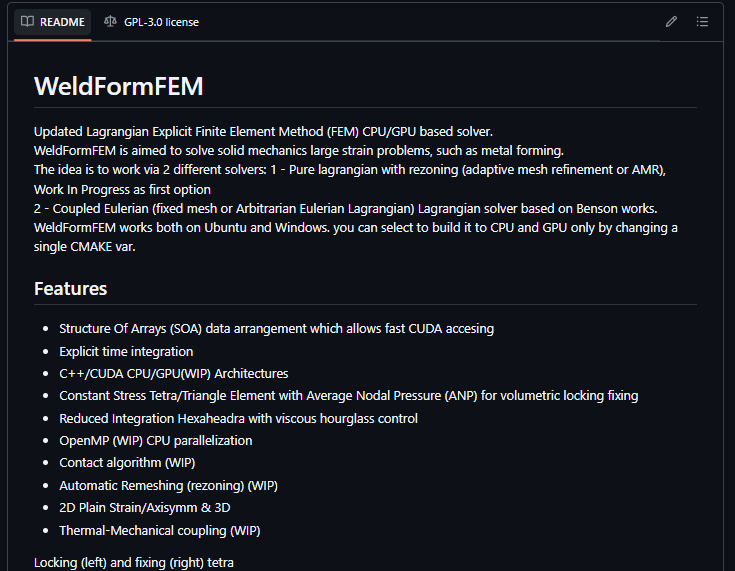 README
GPL-3.0 license
WeldFormFEM
Updated Lagrangian Explicit Finite Element Method (FEM) CPU/GPU based solver.
WeldFormFEM is aimed to solve solid mechanics large strain problems, such as metal forming.
The idea is to work via 2 different solvers: 1 - Pure lagrangian with rezoning (adaptive mesh refinement or AMR),
Work In Progress as first option
2 - Coupled Eulerian (fixed mesh or Arbitrarian Eulerian Lagrangian) Lagrangian solver based on Benson works.
WeldFormFEM works both on Ubuntu and Windows. you can select to build it to CPU and GPU only by changing a
single CMAKE var.
Features
Structure Of Arrays (SOA) data arrangement which allows fast CUDA accesing
Explicit time integration
C++/CUDA CPU/GPU(WIP) Architectures
Constant Stress Tetra/Triangle Element with Average Nodal Pressure (ANP) for volumetric locking fixing
Reduced Integration Hexaheadra with viscous hourglass control
OpenMP (WIP) CPU parallelization
Contact algorithm (WIP)
Automatic Remeshing (rezoning) (WIP)
2D Plain Strain/Axisymm & 3D
Thermal-Mechanical coupling (WIP)
Locking (left) and fixing (right) tetra